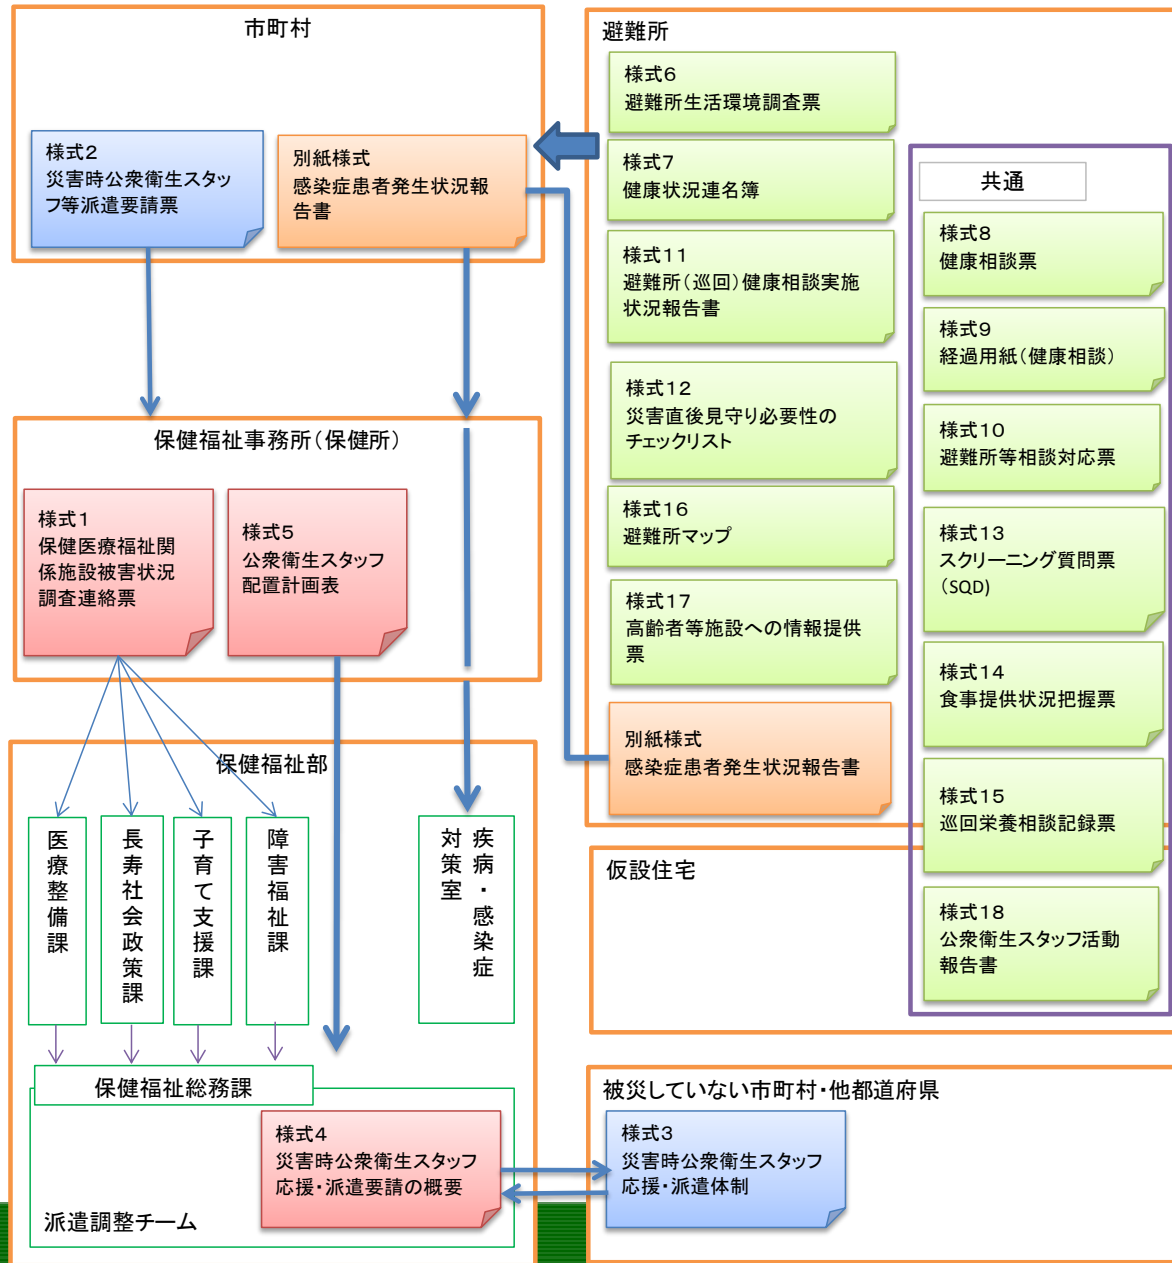 市町村
様式２
災害時公衆衛生スタッ
フ等派遣要請票
別紙様式
感染症患者発生状況報
告書
保健福祉事務所（保健所）
様式１
保健医療福祉関
係施設被害状況
調査連絡票
様式５
公衆衛生スタッフ
配置計画表
保健福祉部
医療整備課
長寿社会政策課
子育て支援課
障害福祉課
疾病・感染症
対策室
保健福祉総務課
様式４
災害時公衆衛生スタッフ
応援・派遣要請の概要
派遣調整チーム
避難所
様式６
避難所生活環境調査票
様式７
健康状況連名簿
様式１１
避難所（巡回）健康相談実施
状況報告書
様式１２
災害直後見守り必要性の
チェックリスト
様式１６
避難所マップ
様式１７
高齢者等施設への情報提供
票
別紙様式
感染症患者発生状況報告書
共通
様式８
健康相談票
様式９
経過用紙（健康相談）
様式１０
避難所等相談対応票
様式１３
スクリーニング質問票
（SQD)
様式１４
食事提供状況把握票
様式１５
巡回栄養相談記録票
様式１８
公衆衛生スタッフ活動
報告書
仮設住宅
被災していない市町村・他都道府県
様式３
災害時公衆衛生スタッフ
応援・派遣体制